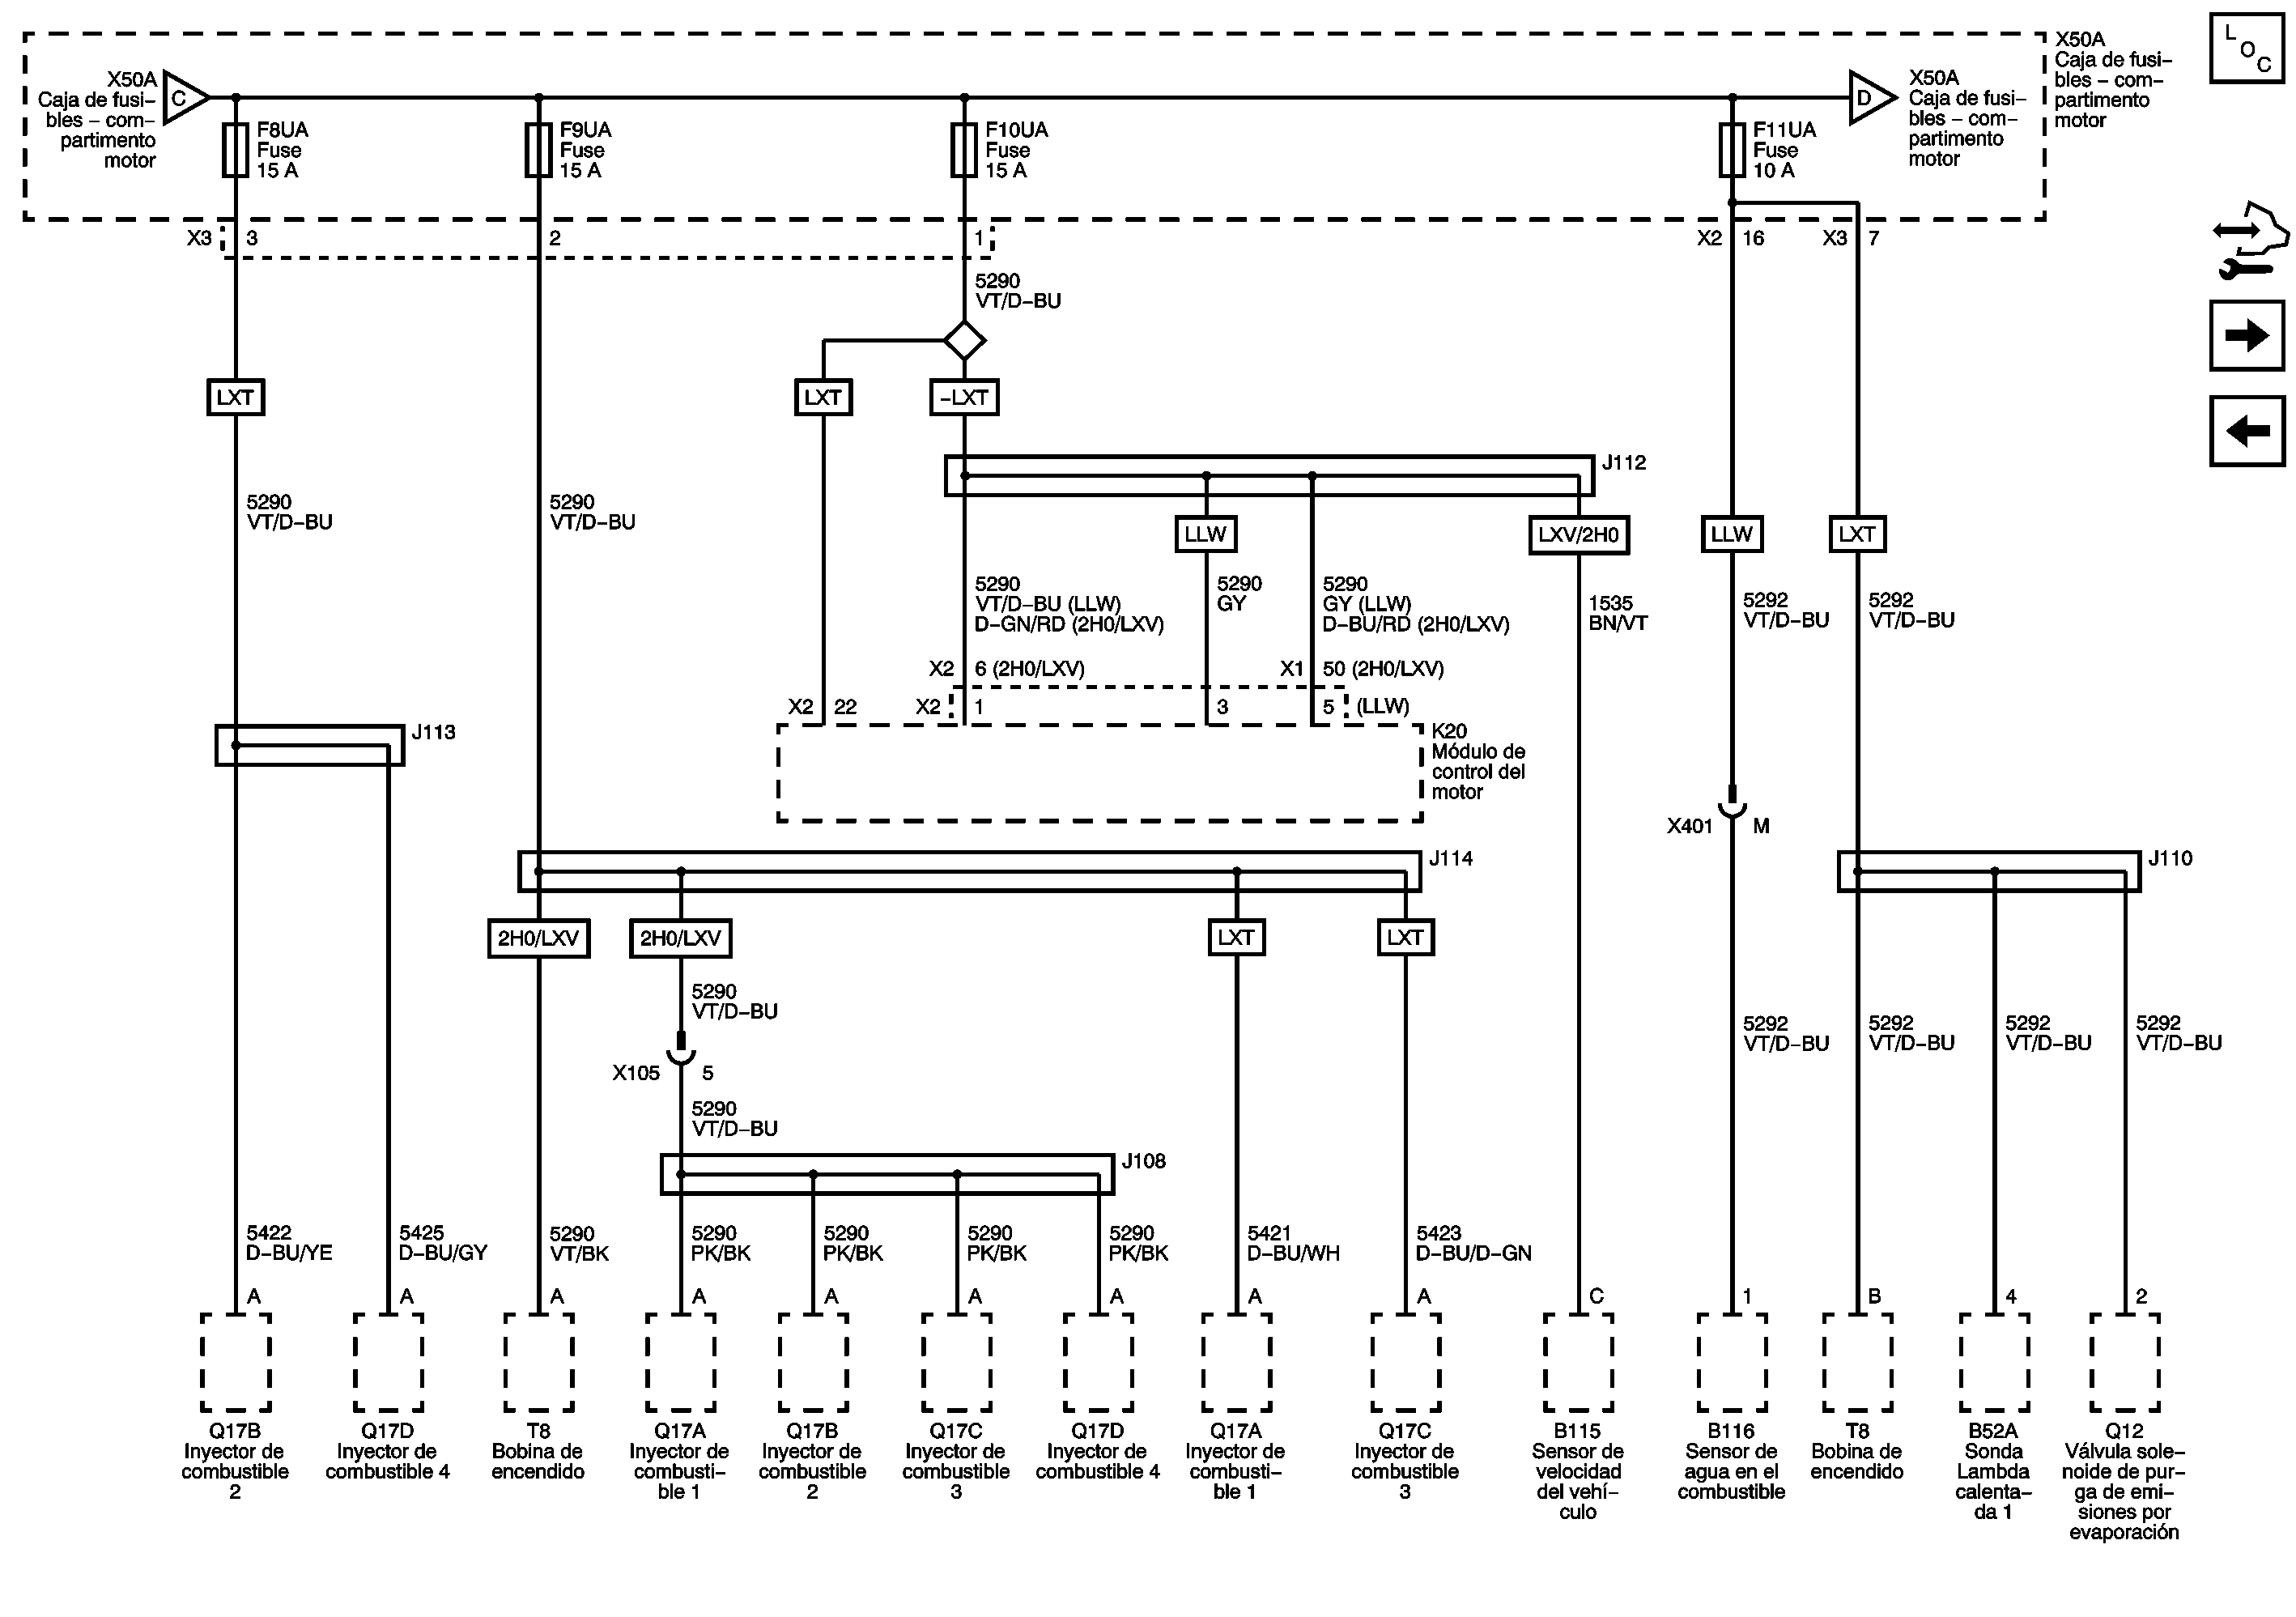 X50A
Caja de fusi–
bles – com–
partimento
motor
C
F8UA
Fuse
15 A
F9UA
Fuse
15 A
F10UA
Fuse
15 A
F11UA
Fuse
10 A
D
X50A
Caja de fusi–
bles – com–
partimento
motor
X50A
Caja de fusi–
bles – com–
partimento
motor
L
O
C
X3
3
2
1
X2
16
X3
7
5290
VT/D–BU
LXT
LXT
–LXT
J112
5290
VT/D–BU
5290
VT/D–BU
LLW
LXV/2H0
LLW
LXT
5290
VT/D–BU (LLW)
D–GN/RD (2H0/LXV)
5290
GY
5290
GY (LLW)
D–BU/RD (2H0/LXV)
1535
BN/VT
5292
VT/D–BU
5292
VT/D–BU
X2
6 (2H0/LXV)
X1
50 (2H0/LXV)
X2
22
X2
1
3
5
(LLW)
J113
K20
Módulo de
control del
motor
X401
M
J114
J110
2H0/LXV
2H0/LXV
LXT
LXT
5290
VT/D–BU
5292
VT/D–BU
5292
VT/D–BU
5292
VT/D–BU
5292
VT/D–BU
X105
5
5290
VT/D–BU
J108
5422
D–BU/YE
5425
D–BU/GY
5290
VT/BK
5290
PK/BK
5290
PK/BK
5290
PK/BK
5290
PK/BK
5421
D–BU/WH
5423
D–BU/D–GN
A
A
A
A
A
A
A
A
A
C
1
B
4
2
Q17B
Inyector de
combustible
2
Q17D
Inyector de
combustible 4
T8
Bobina de
encendido
Q17A
Inyector de
combusti–
ble 1
Q17B
Inyector de
combustible
2
Q17C
Inyector de
combustible
3
Q17D
Inyector de
combustible 4
Q17A
Inyector de
combusti–
ble 1
Q17C
Inyector de
combustible
3
B115
Sensor de
velocidad
del vehí–
culo
B116
Sensor de
agua en el
combustible
T8
Bobina de
encendido
B52A
Sonda
Lambda
calenta–
da 1
Q12
Válvula sole–
noide de pur–
ga de emi–
siones por
evaporación